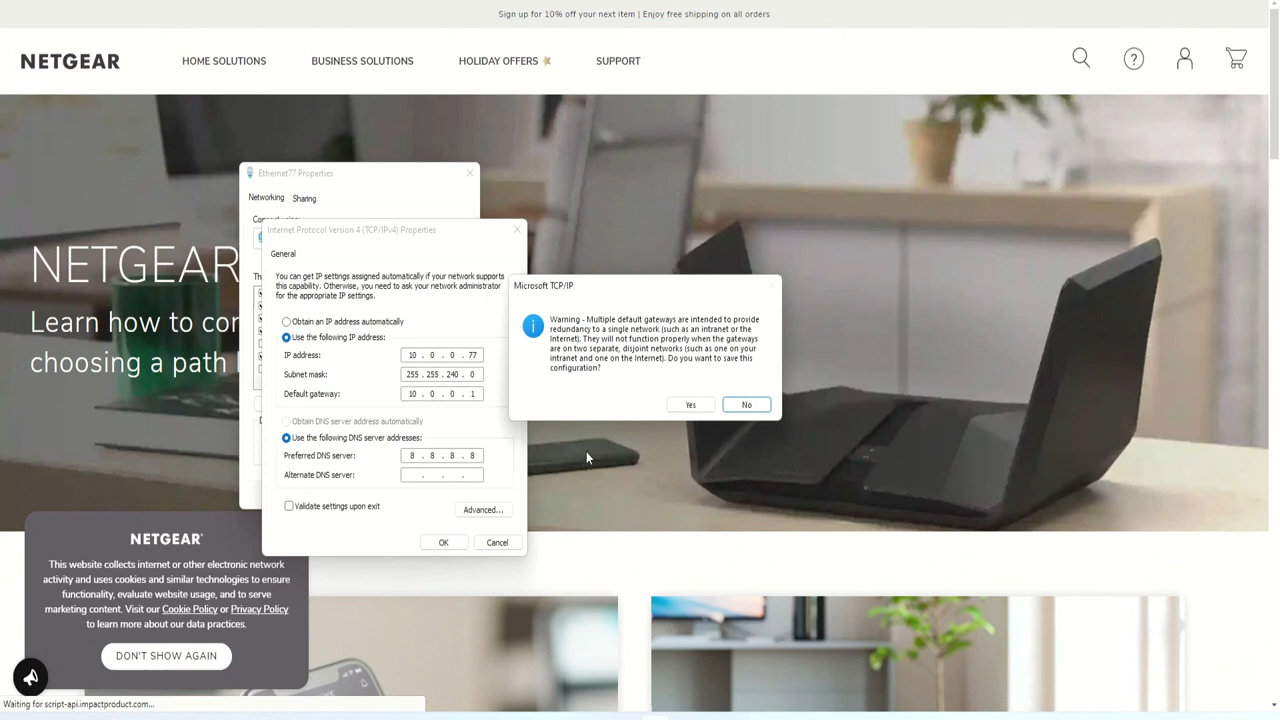 Sign up for 10% off your next item | Enjoy free shipping on all orders
NETGEAR
HOME SOLUTIONS
BUSINESS SOLUTIONS
HOLIDAY OFFERS
SUPPORT
?
Ethernet77 Properties
Networking
Sharing
Internet Protocol Version 4 (TCP/IPv4) Properties
General
You can get IP settings assigned automatically if your network supports
this capability. Otherwise, you need to ask your network administrator
for the appropriate IP settings.
Obtain an IP address automatically
Use the following IP address:
IP address: 10 . 0 . 0 . 77
Subnet mask: 255 . 255 . 240 . 0
Default gateway: 10 . 0 . 0 . 1
Obtain DNS server address automatically
Use the following DNS server addresses:
Preferred DNS server: 8 . 8 . 8 . 8
Alternate DNS server: . . .
Validate settings upon exit
Advanced...
OK
Cancel
Microsoft TCP/IP
Warning - Multiple default gateways are intended to provide
redundancy to a single network (such as an intranet or the
Internet). They will not function properly when the gateways
are on two separate, disjoint networks (such as one on your
intranet and one on the Internet). Do you want to save this
configuration?
Yes
No
NETGEAR
Learn how to con
choosing a path
NETGEAR
This website collects internet or other electronic network
activity and uses cookies and similar technologies to ensure
functionality, evaluate website usage, and to serve
marketing content. Visit our Cookie Policy or Privacy Policy
to learn more about our data practices.
DON'T SHOW AGAIN
Waiting for script-api.impactproduct.com...